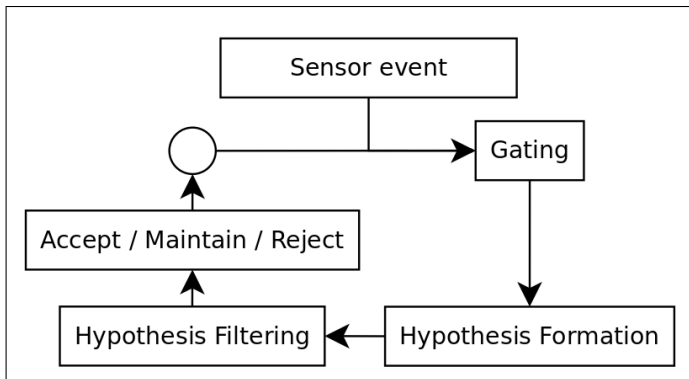 Sensor event
Gating
Accept / Maintain / Reject
Hypothesis Filtering
Hypothesis Formation